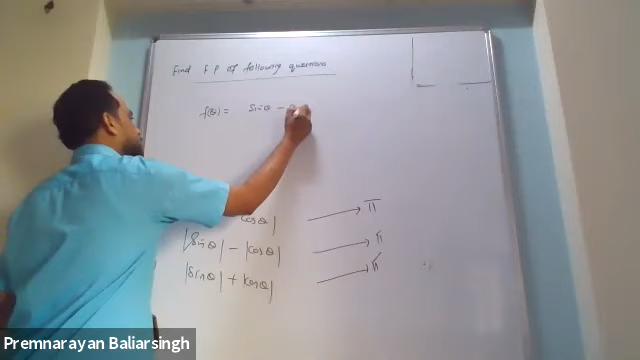 Find F P of following questions
f(θ) = Sinθ -
cosθ| → π
|Sinθ| - |cosθ| → π
|Sinθ| + |cosθ| → π
Premnarayan Baliarsingh